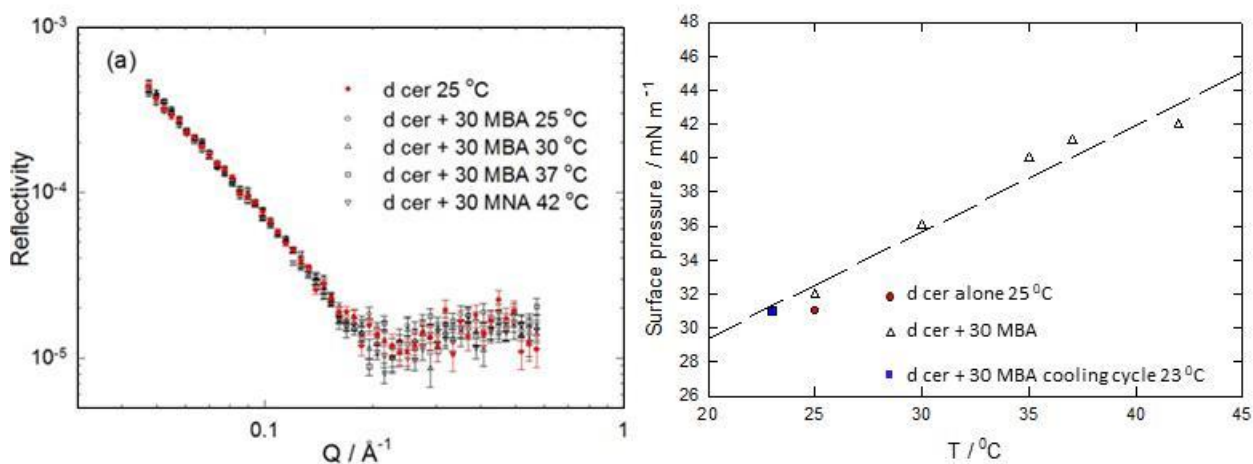 10⁻³
10⁻⁴
10⁻⁵
Reflectivity
(a)
d cer 25 °C
d cer + 30 MBA 25 °C
d cer + 30 MBA 30 °C
d cer + 30 MBA 37 °C
d cer + 30 MNA 42 °C
0.1
1
Q / Å⁻¹
Surface pressure / mN m⁻¹
48
46
44
42
40
38
36
34
32
30
28
26
d cer alone 25 ⁰C
d cer + 30 MBA
d cer + 30 MBA cooling cycle 23 ⁰C
20
25
30
35
40
45
T / ⁰C